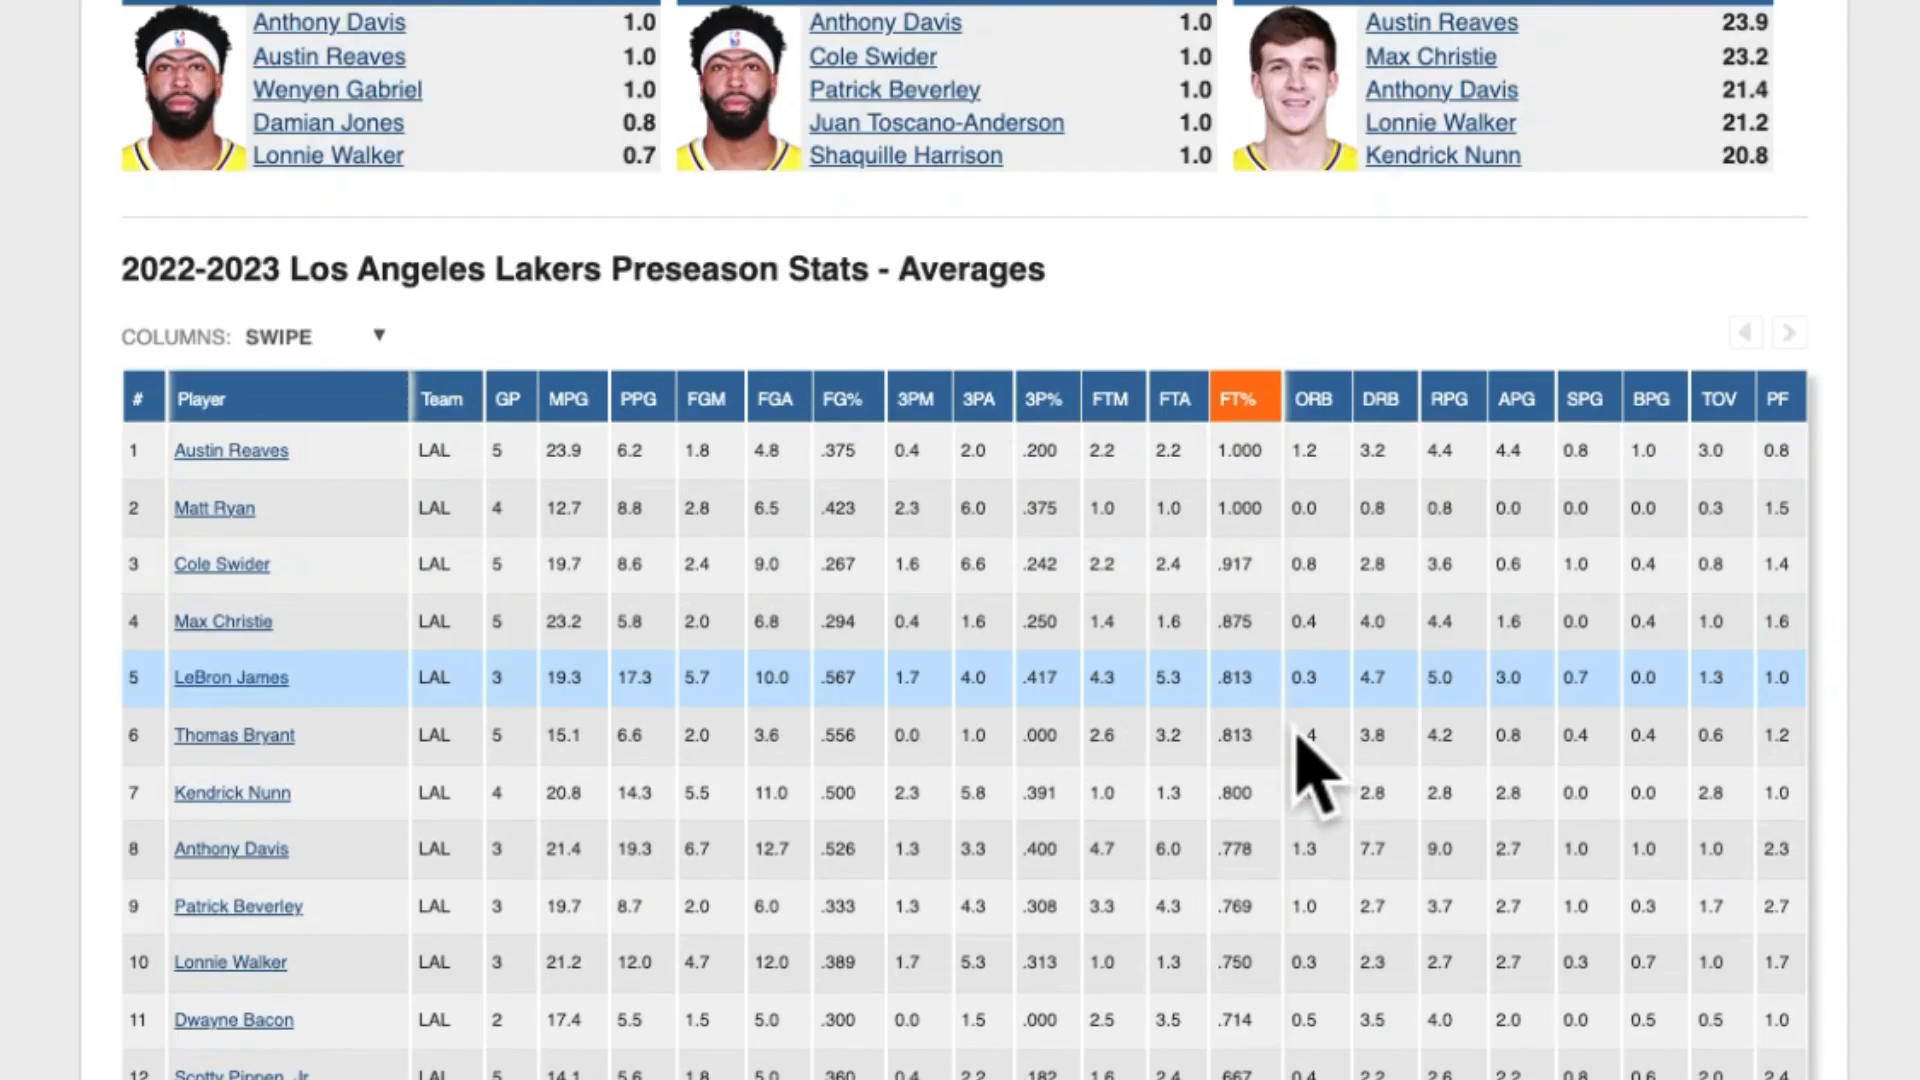 Anthony Davis 1.0 Anthony Davis 1.0 Austin Reaves 23.9
Austin Reaves 1.0 Cole Swider 1.0 Max Christie 23.2
Wenyen Gabriel 1.0 Patrick Beverley 1.0 Anthony Davis 21.4
Damian Jones 0.8 Juan Toscano-Anderson 1.0 Lonnie Walker 21.2
Lonnie Walker 0.7 Shaquille Harrison 1.0 Kendrick Nunn 20.8
2022-2023 Los Angeles Lakers Preseason Stats - Averages
COLUMNS: SWIPE
# Player Team GP MPG PPG FGM FGA FG% 3PM 3PA 3P% FTM FTA FT% ORB DRB RPG APG SPG BPG TOV PF
1 Austin Reaves LAL 5 23.9 6.2 1.8 4.8 .375 0.4 2.0 .200 2.2 2.2 1.000 1.2 3.2 4.4 4.4 0.8 1.0 3.0 0.8
2 Matt Ryan LAL 4 12.7 8.8 2.8 6.5 .423 2.3 6.0 .375 1.0 1.0 1.000 0.0 0.8 0.8 0.0 0.0 0.0 0.3 1.5
3 Cole Swider LAL 5 19.7 8.6 2.4 9.0 .267 1.6 6.6 .242 2.2 2.4 .917 0.8 2.8 3.6 0.6 1.0 0.4 0.8 1.4
4 Max Christie LAL 5 23.2 5.8 2.0 6.8 .294 0.4 1.6 .250 1.4 1.6 .875 0.4 4.0 4.4 1.6 0.0 0.4 1.0 1.6
5 LeBron James LAL 3 19.3 17.3 5.7 10.0 .567 1.7 4.0 .417 4.3 5.3 .813 0.3 4.7 5.0 3.0 0.7 0.0 1.3 1.0
6 Thomas Bryant LAL 5 15.1 6.6 2.0 3.6 .556 0.0 1.0 .000 2.6 3.2 .813 3.8 4.2 0.8 0.4 0.4 0.6 1.2
7 Kendrick Nunn LAL 4 20.8 14.3 5.5 11.0 .500 2.3 5.8 .391 1.0 1.3 .800 2.8 2.8 2.8 0.0 0.0 2.8 1.0
8 Anthony Davis LAL 3 21.4 19.3 6.7 12.7 .526 1.3 3.3 .400 4.7 6.0 .778 1.3 7.7 9.0 2.7 1.0 1.0 1.0 2.3
9 Patrick Beverley LAL 3 19.7 8.7 2.0 6.0 .333 1.3 4.3 .308 3.3 4.3 .769 1.0 2.7 3.7 2.7 1.0 0.3 1.7 2.7
10 Lonnie Walker LAL 3 21.2 12.0 4.7 12.0 .389 1.7 5.3 .313 1.0 1.3 .750 0.3 2.3 2.7 2.7 0.3 0.7 1.0 1.7
11 Dwayne Bacon LAL 2 17.4 5.5 1.5 5.0 .300 0.0 1.5 .000 2.5 3.5 .714 0.5 3.5 4.0 2.0 0.0 0.5 0.5 1.0
12 Scotty Pippen, Jr. LAL 5 14.1 5.6 1.8 5.0 .360 0.4 2.2 .182 1.6 2.4 .667 0.4 2.2 2.6 2.2 0.8 0.6 2.0 2.4